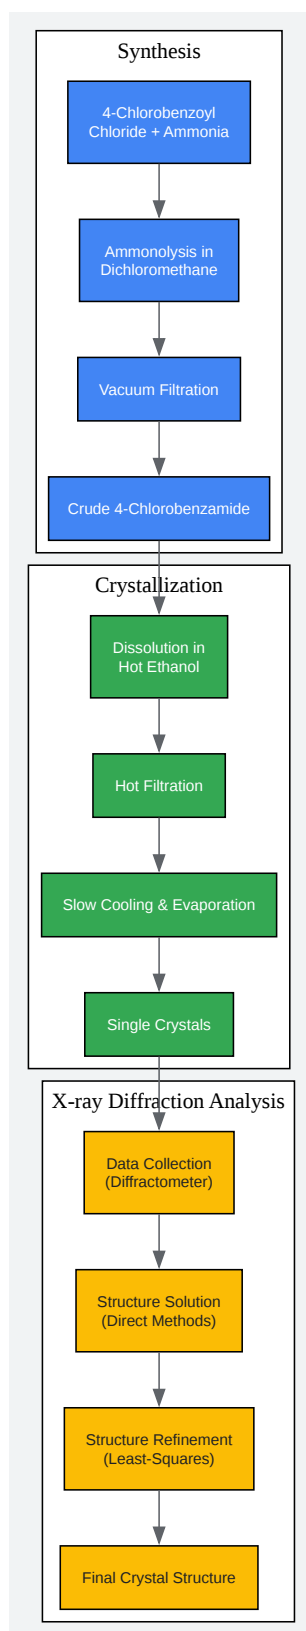 Synthesis
4-Chlorobenzoyl
Chloride + Ammonia
Ammonolysis in
Dichloromethane
Vacuum Filtration
Crude 4-Chlorobenzamide
Crystallization
Dissolution in
Hot Ethanol
Hot Filtration
Slow Cooling & Evaporation
Single Crystals
X-ray Diffraction Analysis
Data Collection
(Diffractometer)
Structure Solution
(Direct Methods)
Structure Refinement
(Least-Squares)
Final Crystal Structure